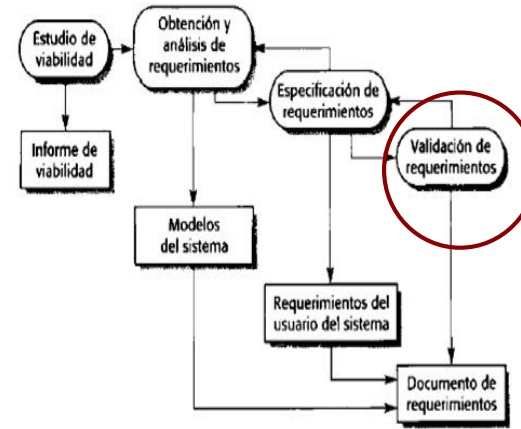 Estudio de
viabilidad
Obtención y
análisis de
requerimientos
Especificación de
requerimientos
Validación de
requerimientos
Informe de
viabilidad
Modelos
del sistema
Requerimientos del
usuario del sistema
Documento de
requerimientos